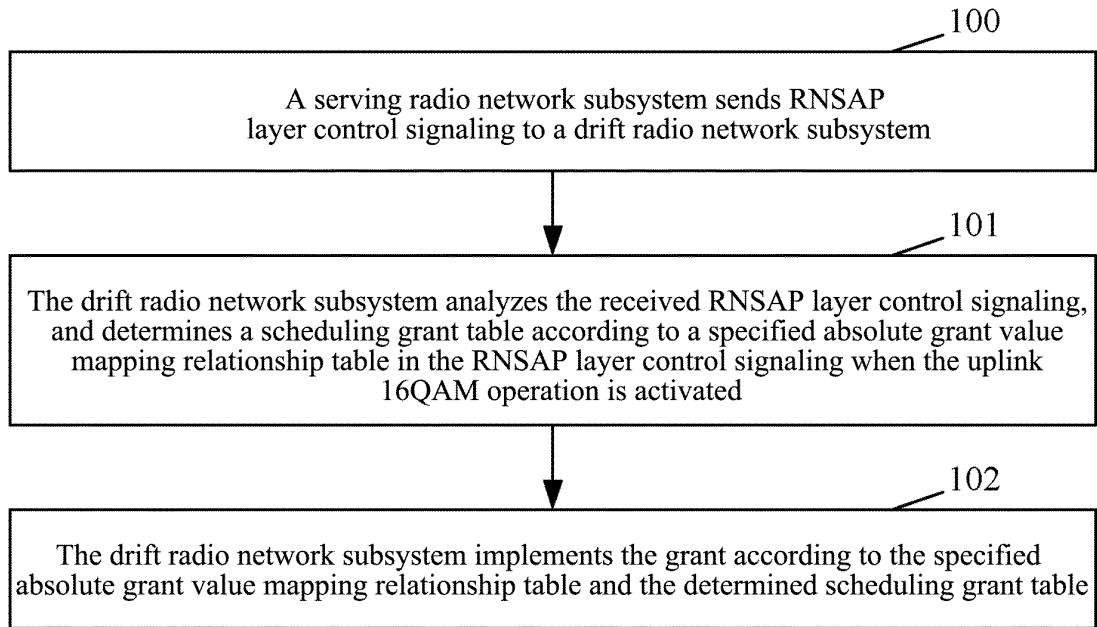 100
A serving radio network subsystem sends RNSAP
layer control signaling to a drift radio network subsystem
101
The drift radio network subsystem analyzes the received RNSAP layer control signaling,
and determines a scheduling grant table according to a specified absolute grant value
mapping relationship table in the RNSAP layer control signaling when the uplink
16QAM operation is activated
102
The drift radio network subsystem implements the grant according to the specified
absolute grant value mapping relationship table and the determined scheduling grant table